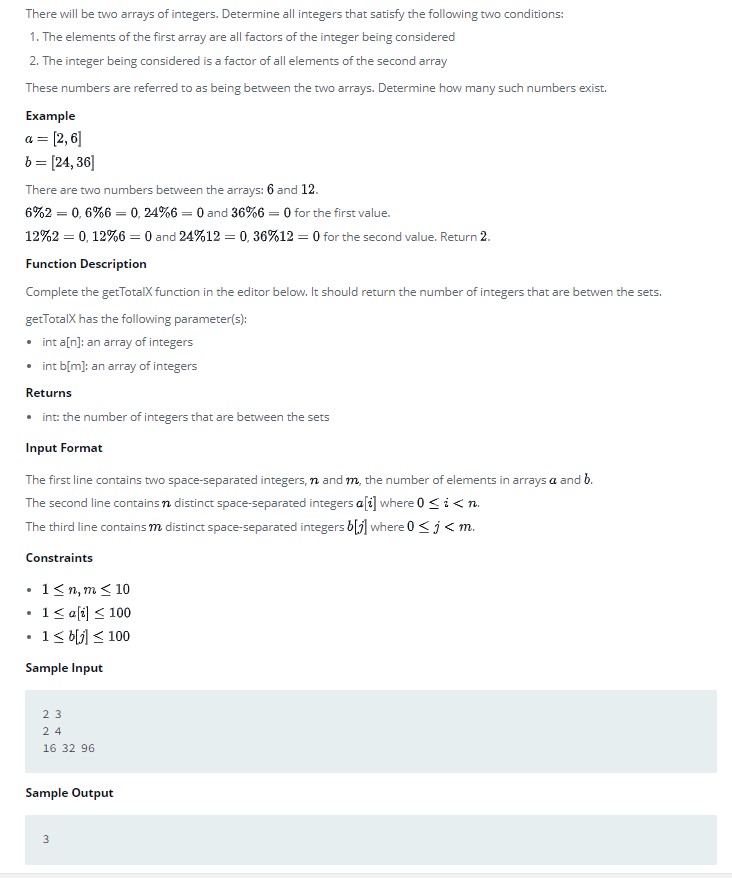 There will be two arrays of integers. Determine all integers that satisfy the following two conditions:
1. The elements of the first array are all factors of the integer being considered
2. The integer being considered is a factor of all elements of the second array
These numbers are referred to as being between the two arrays. Determine how many such numbers exist.
Example
a = [2, 6]
b = [24, 36]
There are two numbers between the arrays: 6 and 12.
6%2 = 0, 6%6 = 0, 24%6 = 0 and 36%6 = 0 for the first value.
12%2 = 0, 12%6 = 0 and 24%12 = 0, 36%12 = 0 for the second value. Return 2.
Function Description
Complete the getTotalX function in the editor below. It should return the number of integers that are betwen the sets.
getTotalX has the following parameter(s):
• int a[n]: an array of integers
• int b[m]: an array of integers
Returns
• int: the number of integers that are between the sets
Input Format
The first line contains two space-separated integers, n and m, the number of elements in arrays a and b.
The second line contains n distinct space-separated integers a[i] where 0 ≤ i < n.
The third line contains m distinct space-separated integers b[j] where 0 ≤ j < m.
Constraints
• 1 ≤ n, m ≤ 10
• 1 ≤ a[i] ≤ 100
• 1 ≤ b[j] ≤ 100
Sample Input
2 3
2 4
16 32 96
Sample Output
3